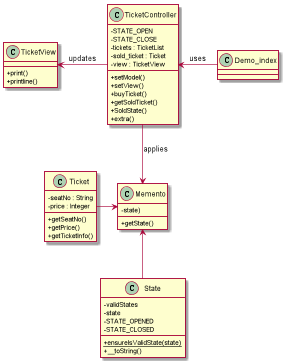 C TicketController
-STATE_OPEN
-STATE_CLOSE
-tickets : TicketList
-sold_ticket : Ticket
-view : TicketView
+setModel()
+setView()
+buyTicket()
+getSoldTicket()
+SoldState()
+extra()
C TicketView
+print()
+printline()
updates
uses
C Demo_index
applies
C Ticket
-seatNo : String
-price : Integer
+getSeatNo()
+getPrice()
+getTicketInfo()
C Memento
-state)
+getState()
C State
-validStates
-state
-STATE_OPENED
-STATE_CLOSED
+ensureIsValidState(state)
+__toString()